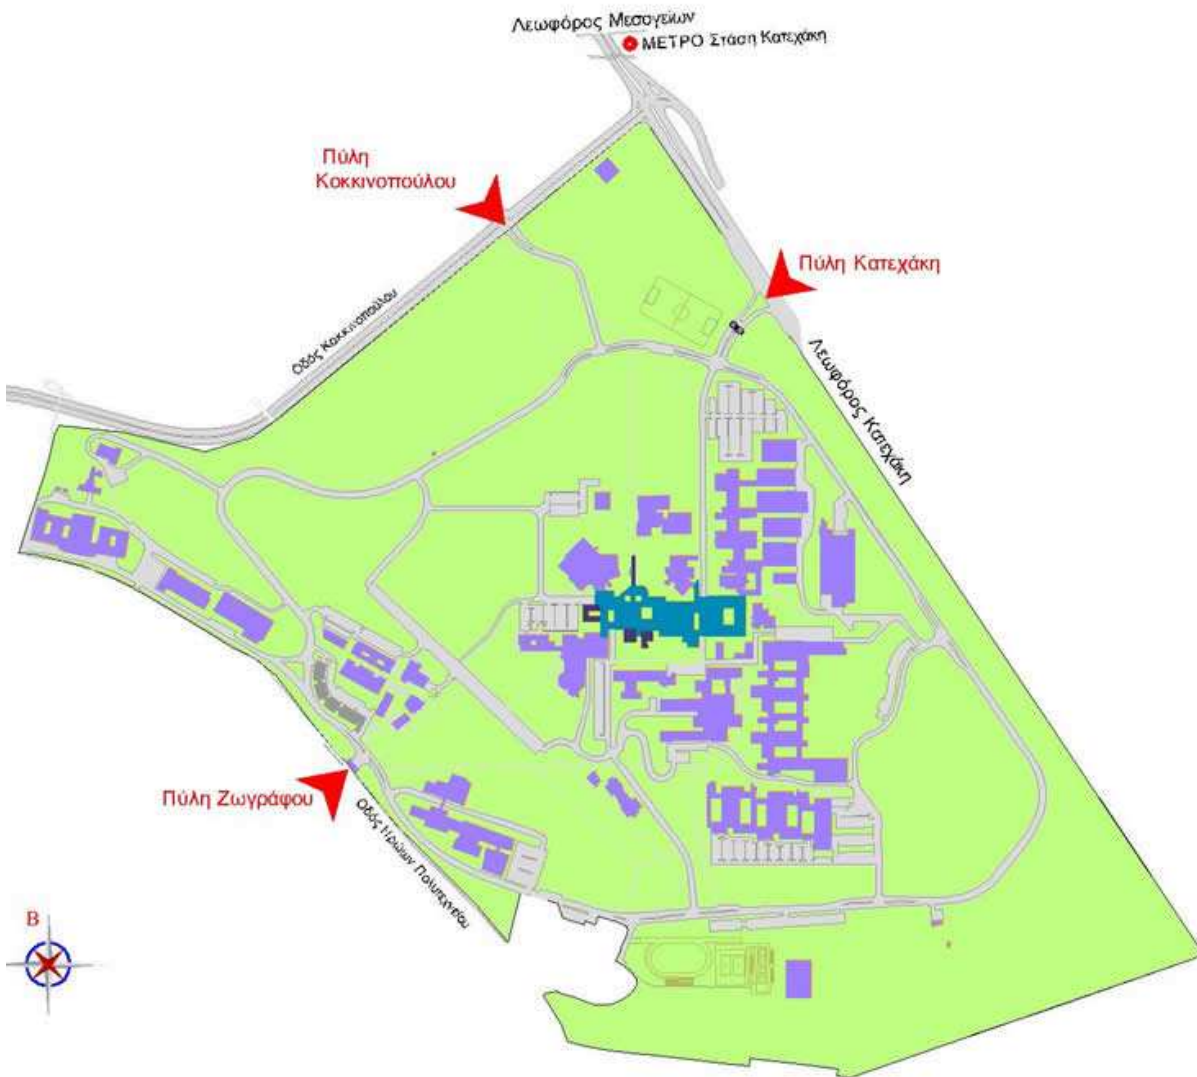 Λεωφόρος Μεσογείων
ΜΕΤΡΟ Στάση Κατεχάκη
Πύλη
Κοκκινοπούλου
Πύλη Κατεχάκη
Οδός Κοκκινοπούλου
Λεωφόρος Κατεχάκη
Πύλη Ζωγράφου
Οδός Ηρώων Πολυτεχνείου
Β